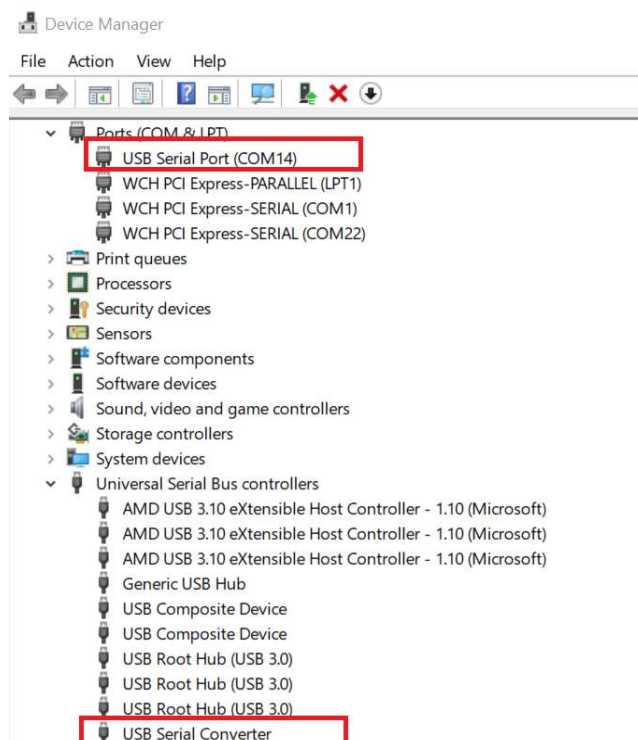 Device Manager
File Action View Help
Ports (COM & LPT)
USB Serial Port (COM14)
WCH PCI Express-PARALLEL (LPT1)
WCH PCI Express-SERIAL (COM1)
WCH PCI Express-SERIAL (COM22)
Print queues
Processors
Security devices
Sensors
Software components
Software devices
Sound, video and game controllers
Storage controllers
System devices
Universal Serial Bus controllers
AMD USB 3.10 eXtensible Host Controller - 1.10 (Microsoft)
AMD USB 3.10 eXtensible Host Controller - 1.10 (Microsoft)
AMD USB 3.10 eXtensible Host Controller - 1.10 (Microsoft)
Generic USB Hub
USB Composite Device
USB Composite Device
USB Root Hub (USB 3.0)
USB Root Hub (USB 3.0)
USB Root Hub (USB 3.0)
USB Serial Converter